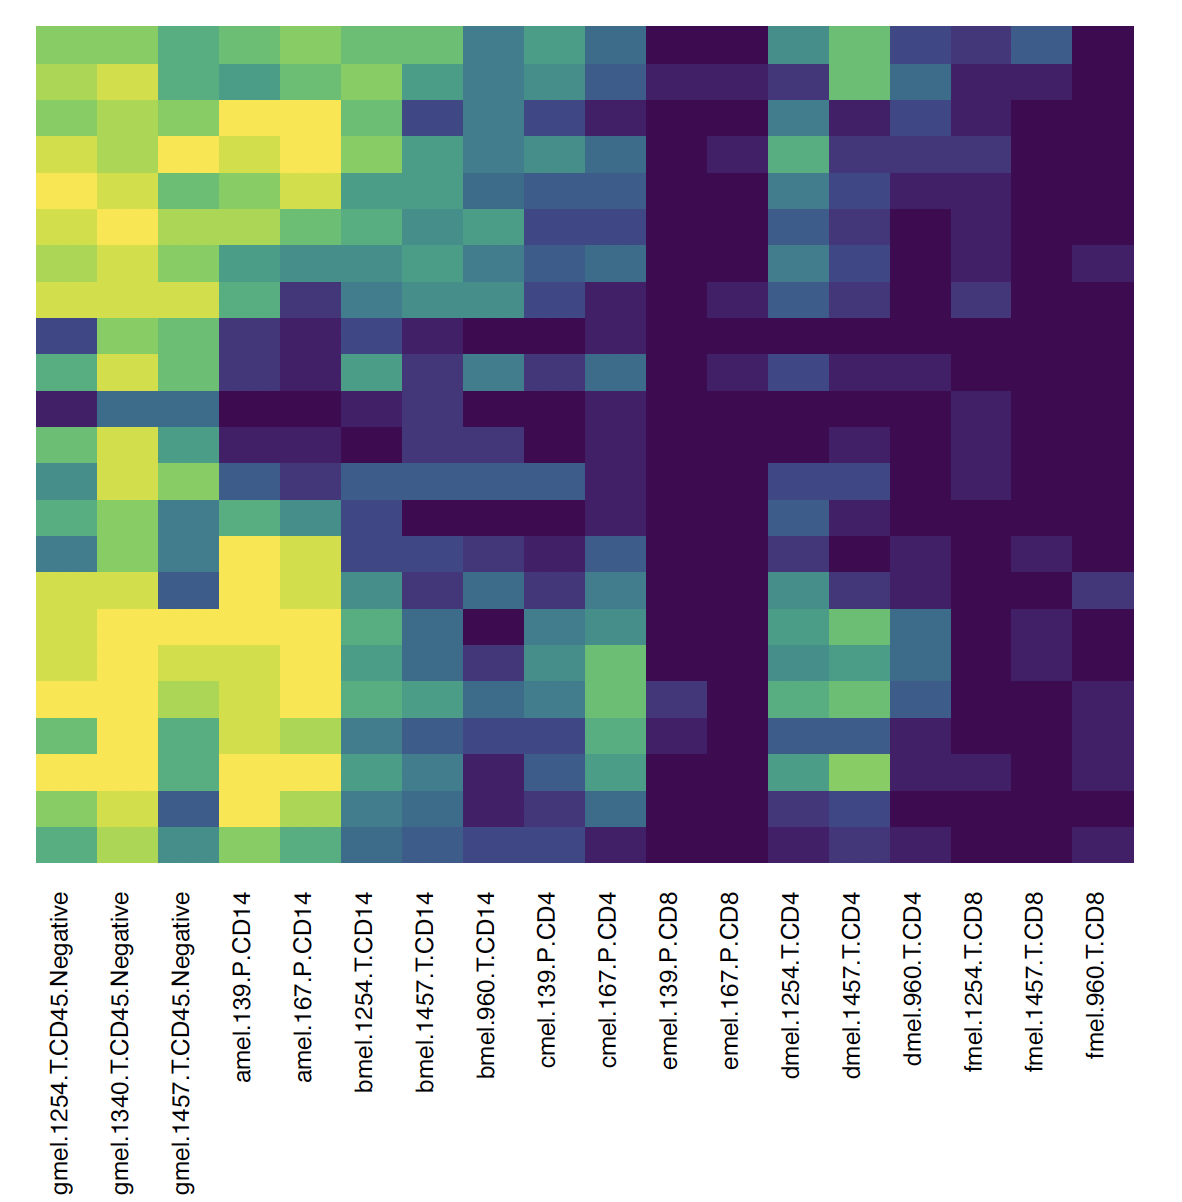 gmel.1254.T.CD45.Negative
gmel.1340.T.CD45.Negative
gmel.1457.T.CD45.Negative
amel.139.P.CD14
amel.167.P.CD14
bmel.1254.T.CD14
bmel.1457.T.CD14
bmel.960.T.CD14
cmel.139.P.CD4
cmel.167.P.CD4
emel.139.P.CD8
emel.167.P.CD8
dmel.1254.T.CD4
dmel.1457.T.CD4
dmel.960.T.CD4
fmel.1254.T.CD8
fmel.1457.T.CD8
fmel.960.T.CD8